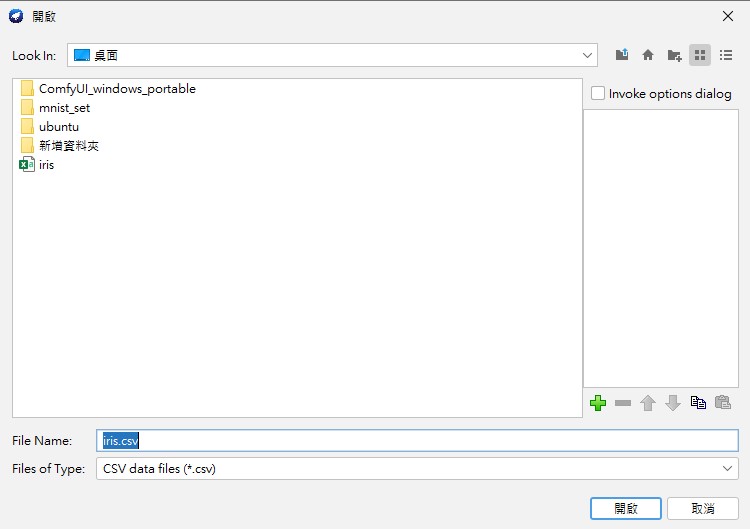 開啟
Look In: 桌面
Invoke options dialog
ComfyUI_windows_portable
mnist_set
ubuntu
新增資料夾
iris
File Name: iris.csv
Files of Type: CSV data files (*.csv)
開啟 取消